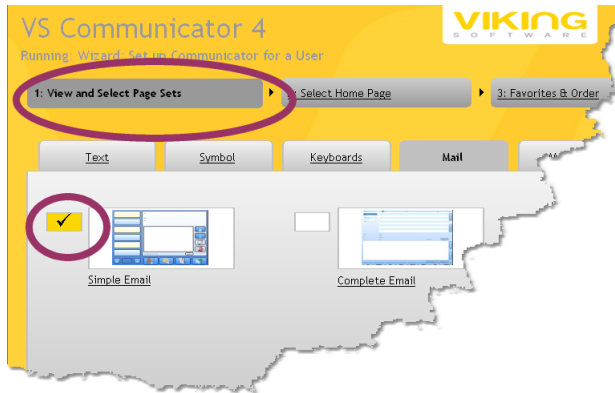 VS Communicator 4
VIKING
SOFTWARE
Running: Wizard: Set up Communicator for a User
1: View and Select Page Sets
Select Home Page
3: Favorites & Order
Text
Symbol
Keyboards
Mail
Simple Email
Complete Email